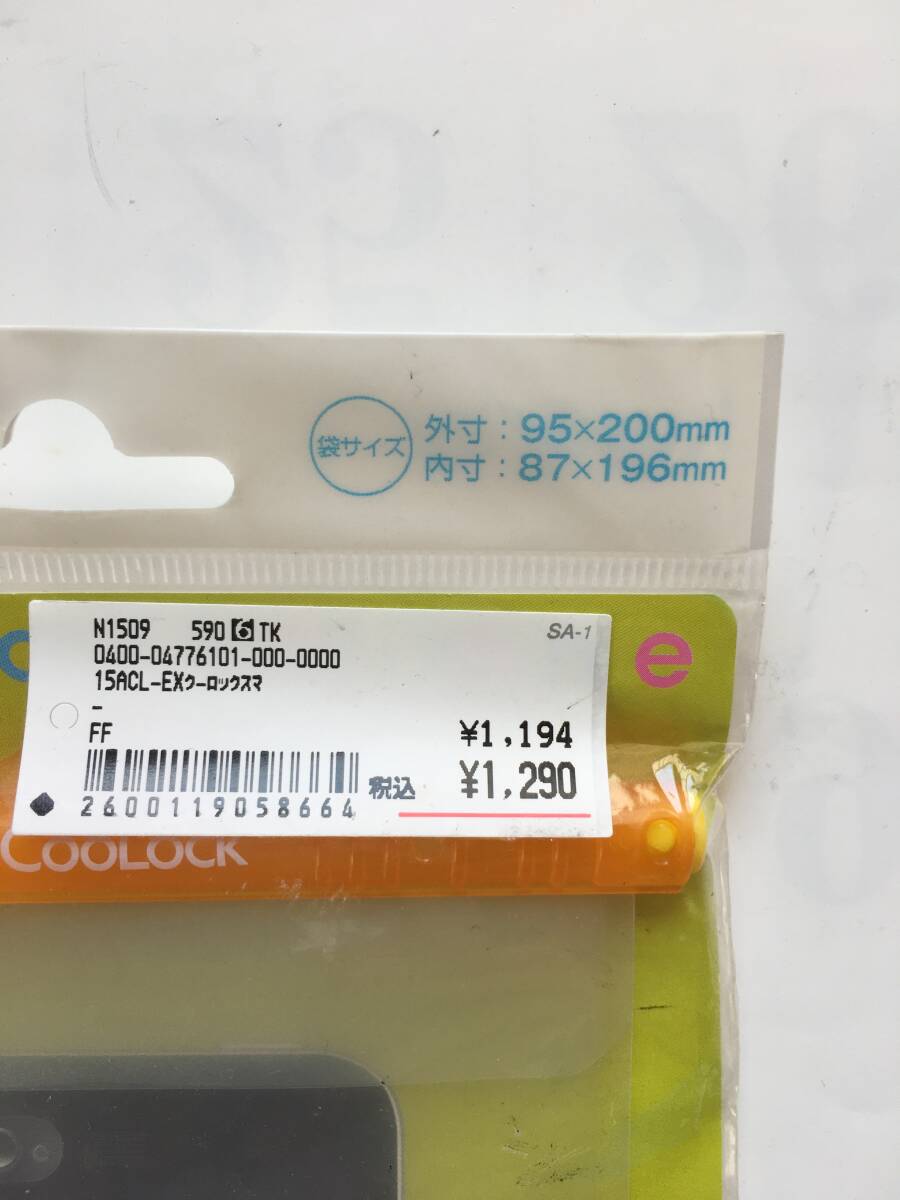 袋サイズ
外寸：95×200mm
内寸：87×196mm
N1509 590 6 TK
SA-1
0400-04776101-000-0000
15ACL-EXｸｰﾛｯｸｽﾏ
-
FF
¥1,194
税込 ¥1,290
2600119058664
e
COOLOCK